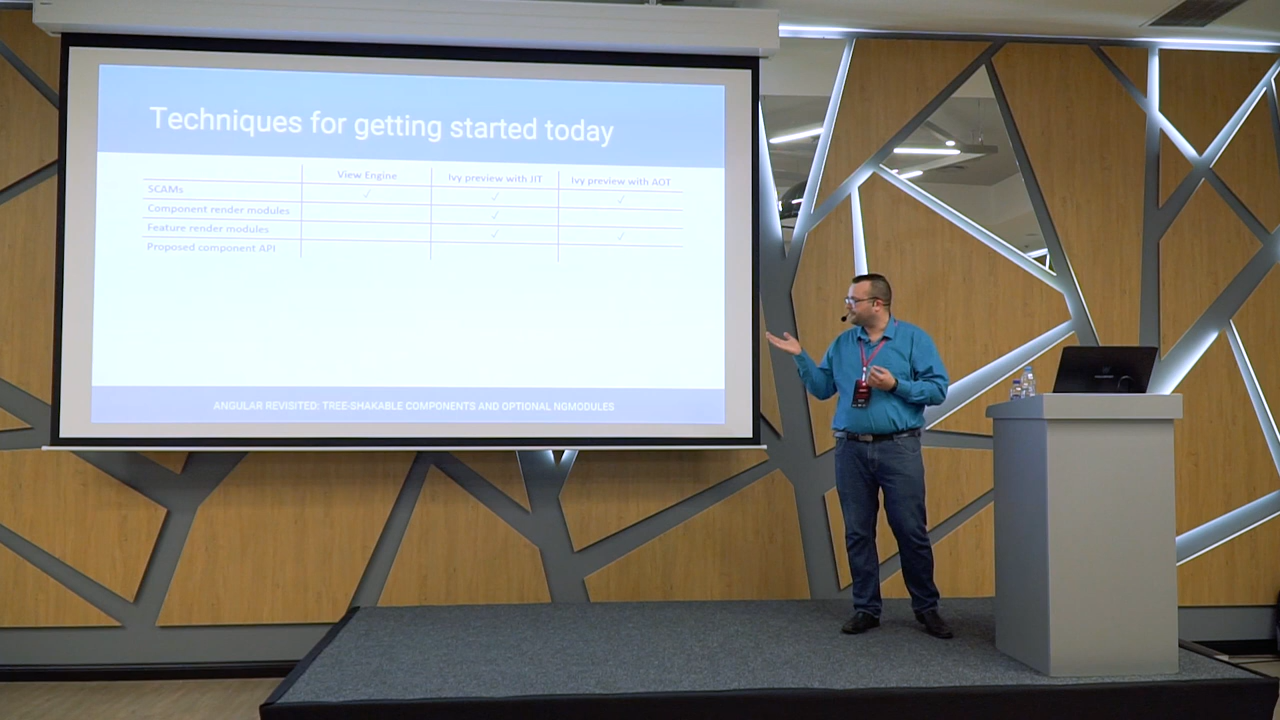 Techniques for getting started today
View Engine Ivy preview with JIT Ivy preview with AOT
SCAMs ✓ ✓ ✓
Component render modules ✓
Feature render modules ✓ ✓
Proposed component API
ANGULAR REVISITED: TREE-SHAKABLE COMPONENTS AND OPTIONAL NGMODULES